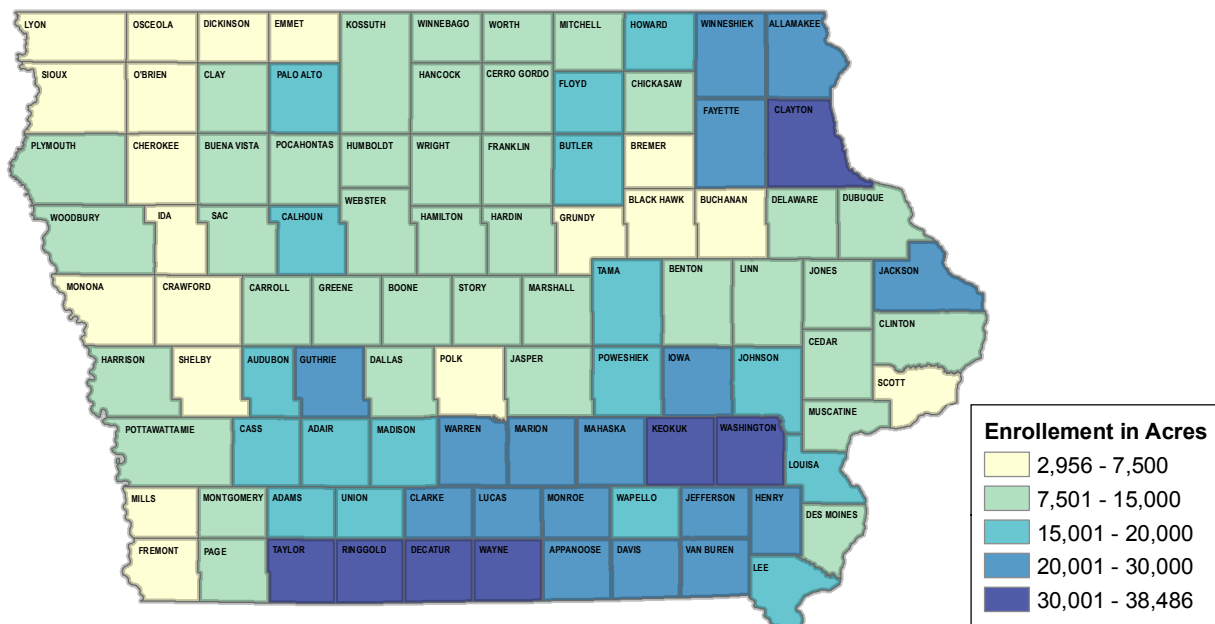 LYON OSCEOLA DICKINSON EMMET KOSSUTH WINNEBAGO WORTH MITCHELL HOWARD WINNESHIEK ALLAMAKEE
SIOUX O'BRIEN CLAY PALO ALTO HANCOCK CERRO GORDO FLOYD CHICKASAW
FAYETTE CLAYTON
PLYMOUTH CHEROKEE BUENA VISTA POCAHONTAS HUMBOLDT WRIGHT FRANKLIN BUTLER BREMER
WOODBURY IDA SAC CALHOUN WEBSTER HAMILTON HARDIN GRUNDY BLACK HAWK BUCHANAN DELAWARE DUBUQUE
MONONA CRAWFORD CARROLL GREENE BOONE STORY MARSHALL TAMA BENTON LINN JONES JACKSON
CLINTON
HARRISON SHELBY AUDUBON GUTHRIE DALLAS POLK JASPER POWESHIEK IOWA JOHNSON CEDAR
SCOTT
MUSCATINE
POTTAWATTAMIE CASS ADAIR MADISON WARREN MARION MAHASKA KEOKUK WASHINGTON
LOUISA
MILLS MONTGOMERY ADAMS UNION CLARKE LUCAS MONROE WAPELLO JEFFERSON HENRY DES MOINES
FREMONT PAGE TAYLOR RINGGOLD DECATUR WAYNE APPANOOSE DAVIS VAN BUREN LEE
Enrollement in Acres
2,956 - 7,500
7,501 - 15,000
15,001 - 20,000
20,001 - 30,000
30,001 - 38,486